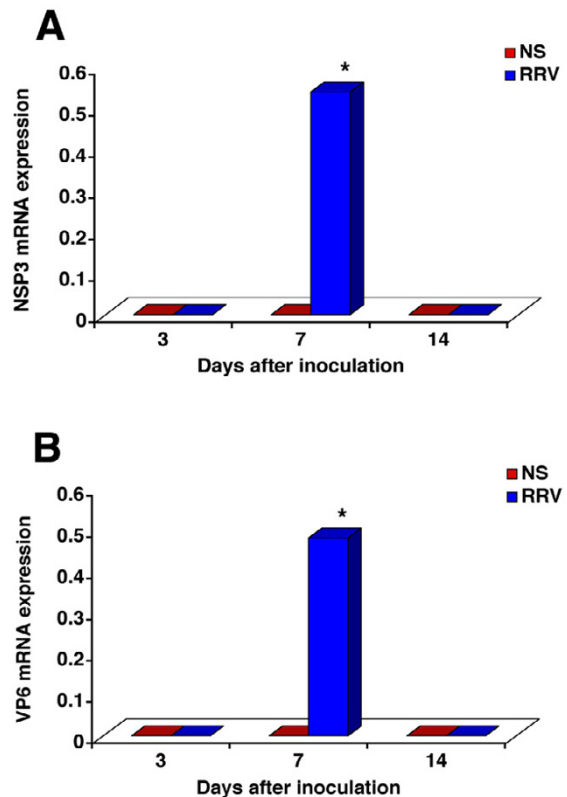 A
NS
RRV
*
0.6
0.5
0.4
0.3
0.2
0.1
0
NSP3 mRNA expression
3 7 14
Days after inoculation
B
NS
RRV
*
0.6
0.5
0.4
0.3
0.2
0.1
0
VP6 mRNA expression
3 7 14
Days after inoculation